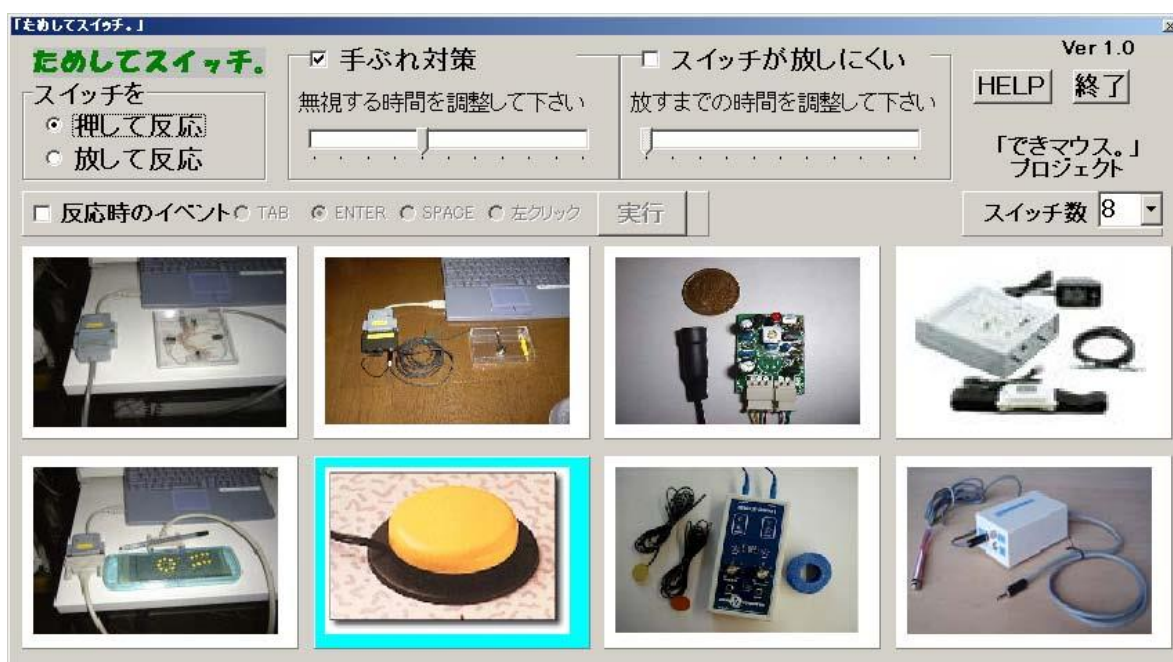 「ためしてスイッチ。」
ためしてスイッチ。
スイッチを
押して反応
放して反応
手ぶれ対策
無視する時間を調整して下さい
スイッチが放しにくい
放すまでの時間を調整して下さい
Ver 1.0
HELP 終了
「できマウス。」
プロジェクト
反応時のイベント TAB ENTER SPACE 左クリック 実行
スイッチ数 8